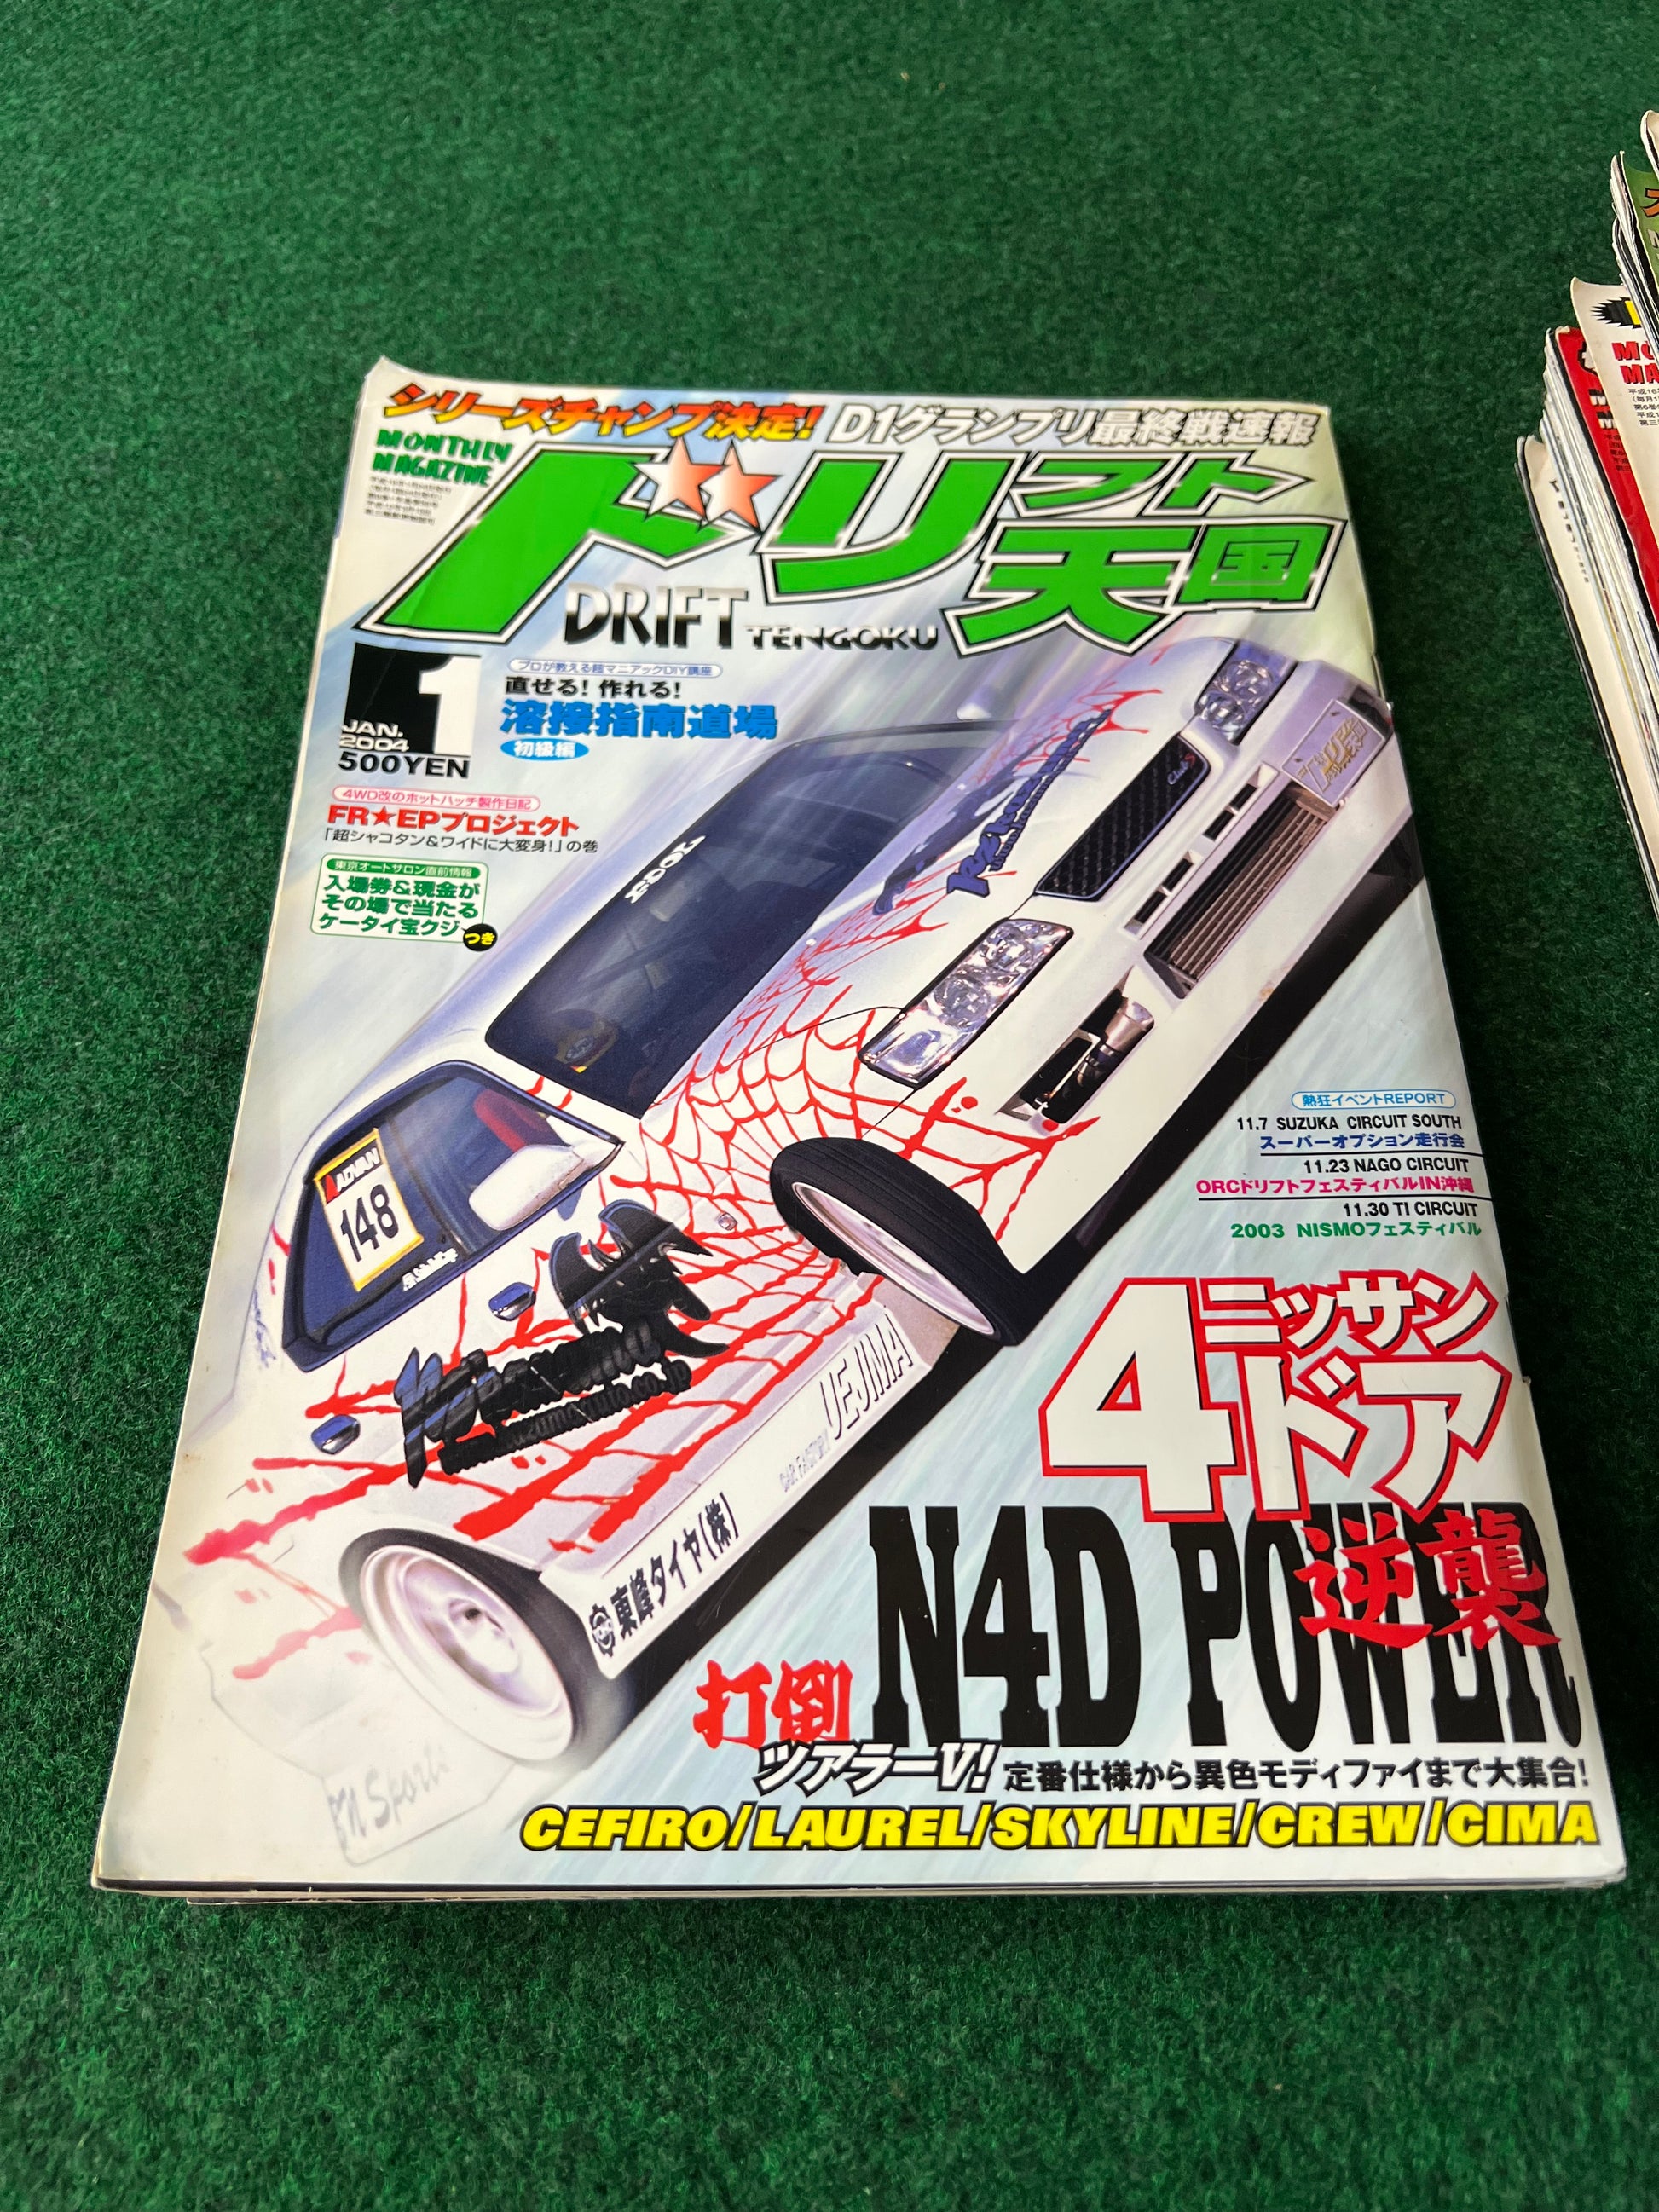 シリーズチャンプ決定! D1グランプリ最終戦速報
MONTHLY
MAGAZINE
ドリフト
天国
DRIFT TENGOKU
1
JAN.
2004
500YEN
プロが教える超マニアックDIY講座
直せる! 作れる!
溶接指南道場
初級編
4WD改のホットハッチ製作日記
FR★EPプロジェクト
「超シャコタン&ワイドに大変身!」の巻
東京オートサロン直前情報
入場券&現金が
その場で当たる
ケータイ宝クジ
つき
ADVAN
148
UEJIMA
東峰タイヤ(株)
熱狂イベントREPORT
11.7 SUZUKA CIRCUIT SOUTH
スーパーオプション走行会
11.23 NAGO CIRCUIT
ORCドリフトフェスティバルIN沖縄
11.30 TI CIRCUIT
2003 NISMOフェスティバル
ニッサン
4ドア
逆襲
N4D POWER
打倒
ツアラーV! 定番仕様から異色モディファイまで大集合!
CEFIRO/LAUREL/SKYLINE/CREW/CIMA